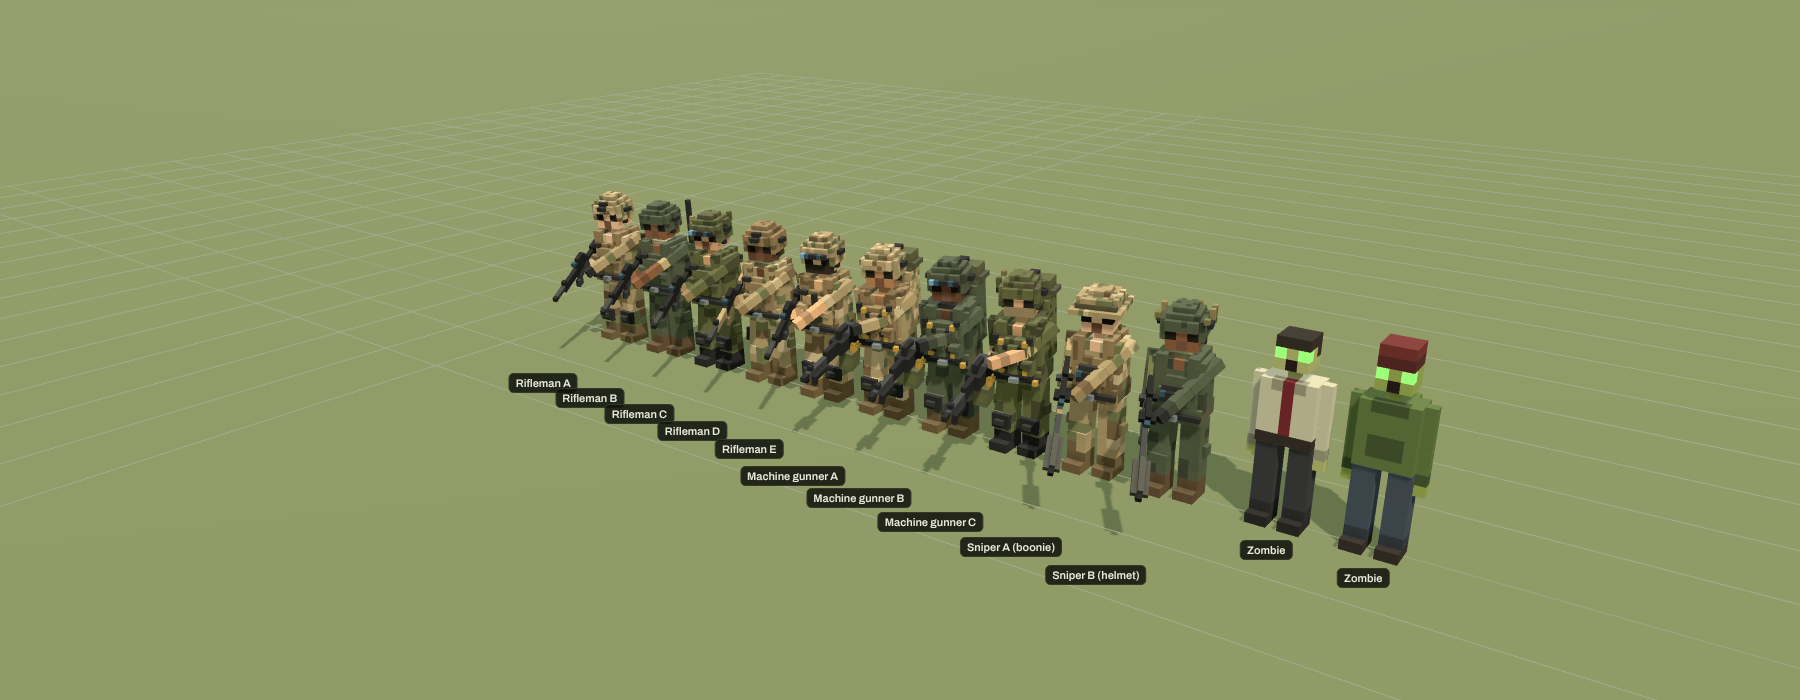 Rifleman A
Rifleman B
Rifleman C
Rifleman D
Rifleman E
Machine gunner A
Machine gunner B
Machine gunner C
Sniper A (boonie)
Sniper B (helmet)
Zombie
Zombie